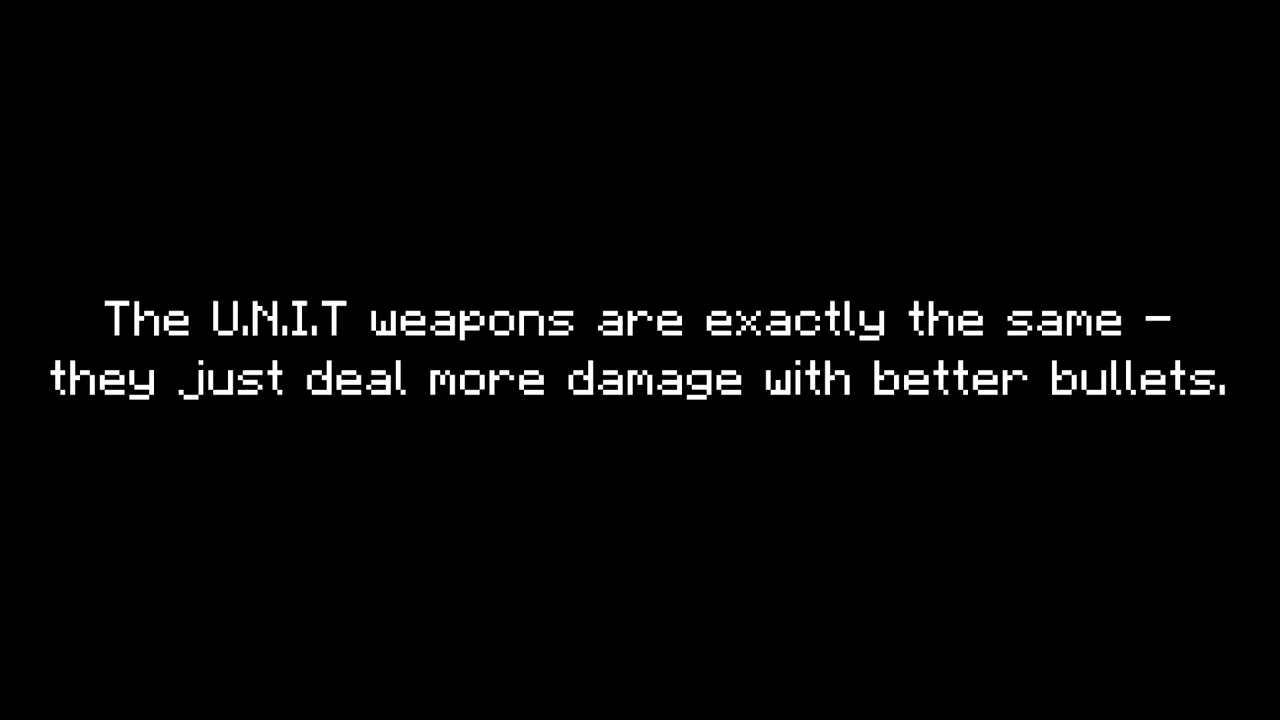 The U.N.I.T weapons are exactly the same –
they just deal more damage with better bullets.